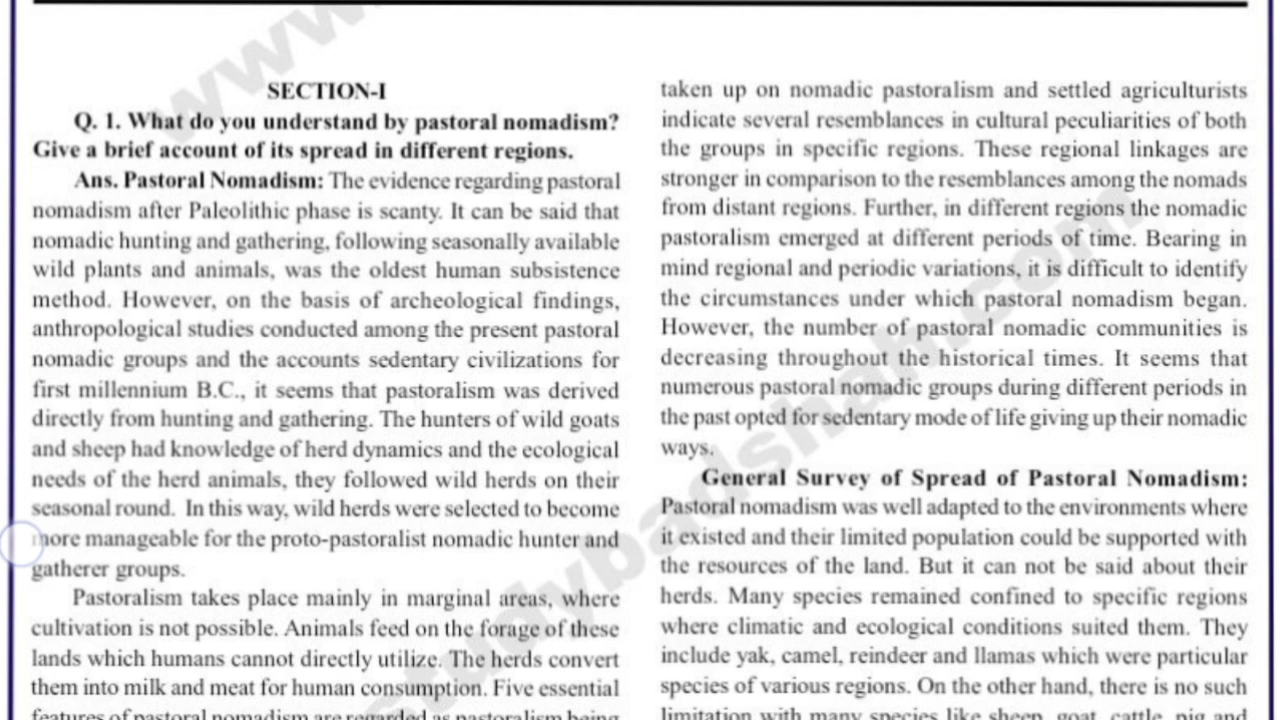 SECTION-I
Q. 1. What do you understand by pastoral nomadism?
Give a brief account of its spread in different regions.
Ans. Pastoral Nomadism: The evidence regarding pastoral
nomadism after Paleolithic phase is scanty. It can be said that
nomadic hunting and gathering, following seasonally available
wild plants and animals, was the oldest human subsistence
method. However, on the basis of archeological findings,
anthropological studies conducted among the present pastoral
nomadic groups and the accounts sedentary civilizations for
first millennium B.C., it seems that pastoralism was derived
directly from hunting and gathering. The hunters of wild goats
and sheep had knowledge of herd dynamics and the ecological
needs of the herd animals, they followed wild herds on their
seasonal round. In this way, wild herds were selected to become
more manageable for the proto-pastoralist nomadic hunter and
gatherer groups.
Pastoralism takes place mainly in marginal areas, where
cultivation is not possible. Animals feed on the forage of these
lands which humans cannot directly utilize. The herds convert
them into milk and meat for human consumption. Five essential
features of pastoral nomadism are regarded as pastoralism being
taken up on nomadic pastoralism and settled agriculturists
indicate several resemblances in cultural peculiarities of both
the groups in specific regions. These regional linkages are
stronger in comparison to the resemblances among the nomads
from distant regions. Further, in different regions the nomadic
pastoralism emerged at different periods of time. Bearing in
mind regional and periodic variations, it is difficult to identify
the circumstances under which pastoral nomadism began.
However, the number of pastoral nomadic communities is
decreasing throughout the historical times. It seems that
numerous pastoral nomadic groups during different periods in
the past opted for sedentary mode of life giving up their nomadic
ways.
General Survey of Spread of Pastoral Nomadism:
Pastoral nomadism was well adapted to the environments where
it existed and their limited population could be supported with
the resources of the land. But it can not be said about their
herds. Many species remained confined to specific regions
where climatic and ecological conditions suited them. They
include yak, camel, reindeer and llamas which were particular
species of various regions. On the other hand, there is no such
limitation with many species like sheep, goat, cattle, pig and
www.studybadshah.com